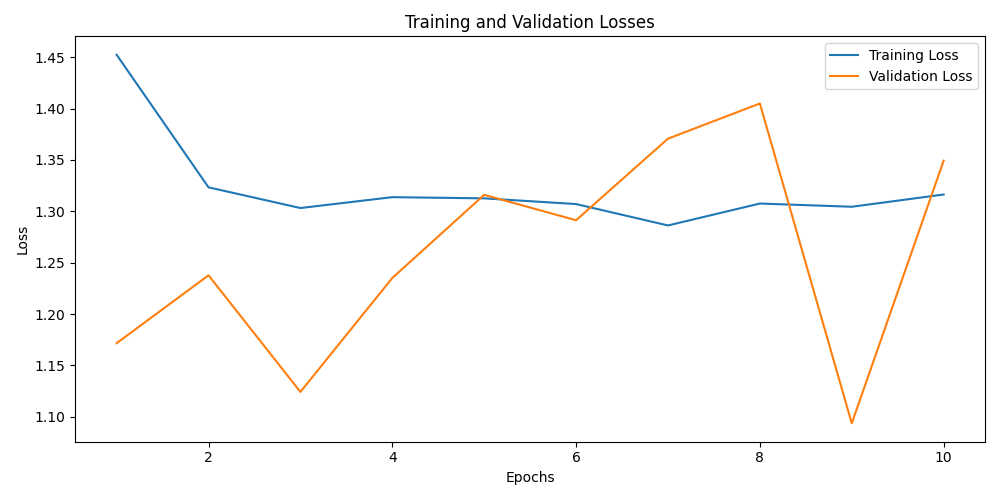 Training and Validation Losses
Training Loss
Validation Loss
Loss
1.45
1.40
1.35
1.30
1.25
1.20
1.15
1.10
2 4 6 8 10
Epochs